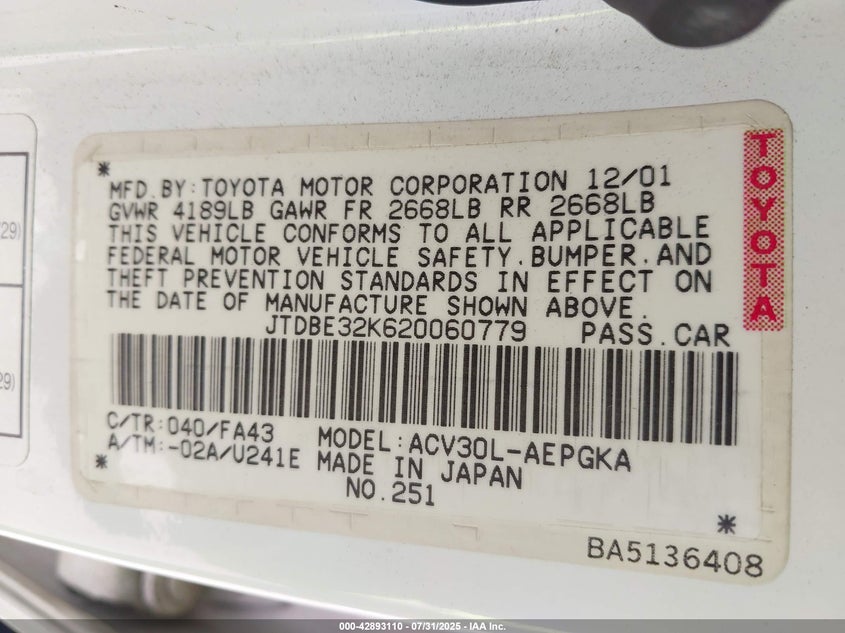 *
MFD.BY:TOYOTA MOTOR CORPORATION 12/01
GVWR 4189LB GAWR FR 2668LB RR 2668LB
THIS VEHICLE CONFORMS TO ALL APPLICABLE
FEDERAL MOTOR VEHICLE SAFETY.BUMPER.AND
THEFT PREVENTION STANDARDS IN EFFECT ON
THE DATE OF MANUFACTURE SHOWN ABOVE.
JTDBE32K620060779 PASS.CAR
TOYOTA
C/TR:040/FA43 MODEL:ACV30L-AEPGKA
A/TM:-02A/U241E MADE IN JAPAN
* NO.251 *
BA5136408
29)
29)
000-42893110 - 07/31/2025 - IAA Inc.